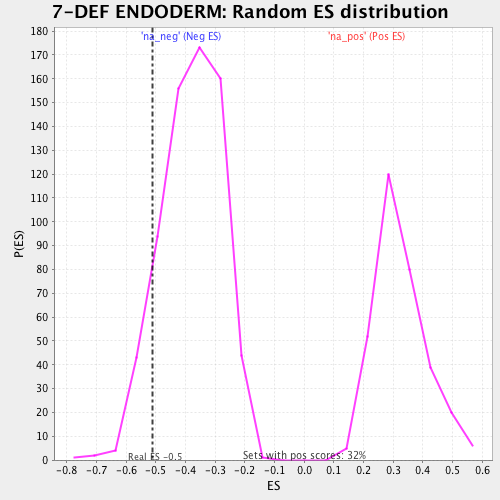 7-DEF ENDODERM: Random ES distribution
'na_neg' (Neg ES)
'na_pos' (Pos ES)
180
170
160
150
140
130
120
110
100
90
80
70
60
50
40
30
20
10
0
P(ES)
Real ES -0.5
Sets with pos scores: 32%
-0.8 -0.7 -0.6 -0.5 -0.4 -0.3 -0.2 -0.1 0.0 0.1 0.2 0.3 0.4 0.5 0.6
ES